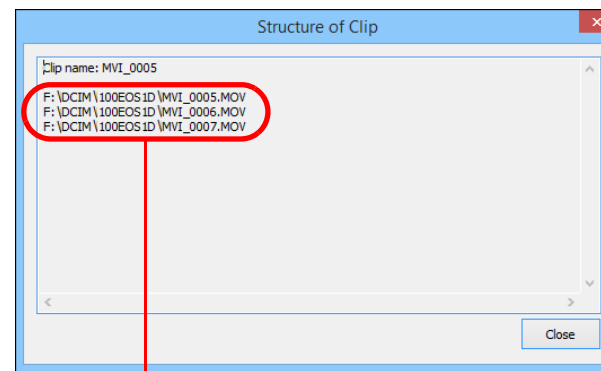 Structure of Clip
Clip name: MVI_0005
F:\DCIM\100EOS1D\MVI_0005.MOV
F:\DCIM\100EOS1D\MVI_0006.MOV
F:\DCIM\100EOS1D\MVI_0007.MOV
Close